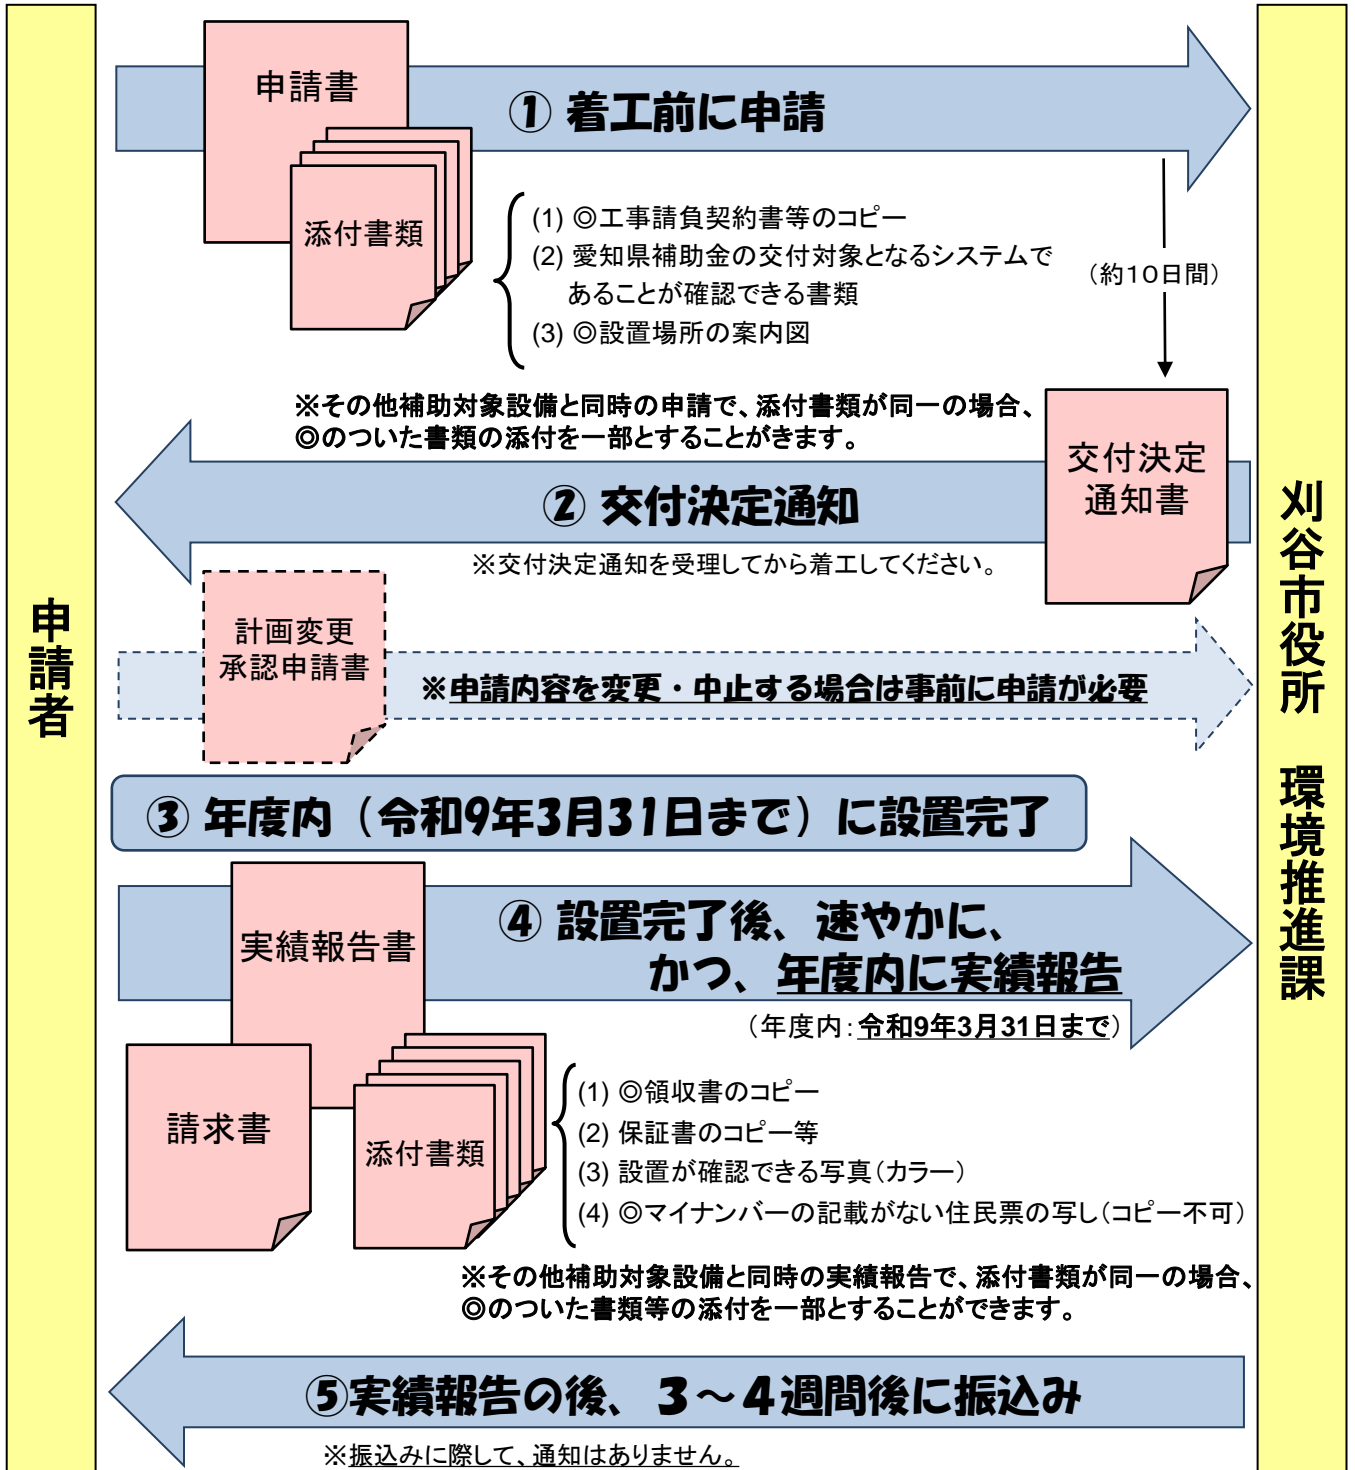 申請者
刈谷市役所　環境推進課
申請書
添付書類
① 着工前に申請
(1) ◎工事請負契約書等のコピー
(2) 愛知県補助金の交付対象となるシステムで
あることが確認できる書類
(3) ◎設置場所の案内図
（約１０日間）
※その他補助対象設備と同時の申請で、添付書類が同一の場合、
◎のついた書類の添付を一部とすることがきます。
交付決定
通知書
② 交付決定通知
※交付決定通知を受理してから着工してください。
計画変更
承認申請書
※申請内容を変更・中止する場合は事前に申請が必要
③ 年度内（令和9年3月31日まで）に設置完了
実績報告書
④ 設置完了後、速やかに、
かつ、年度内に実績報告
（年度内：令和9年3月31日まで）
請求書
添付書類
(1) ◎領収書のコピー
(2) 保証書のコピー等
(3) 設置が確認できる写真（カラー）
(4) ◎マイナンバーの記載がない住民票の写し（コピー不可）
※その他補助対象設備と同時の実績報告で、添付書類が同一の場合、
◎のついた書類等の添付を一部とすることができます。
⑤実績報告の後、３～４週間後に振込み
※振込みに際して、通知はありません。